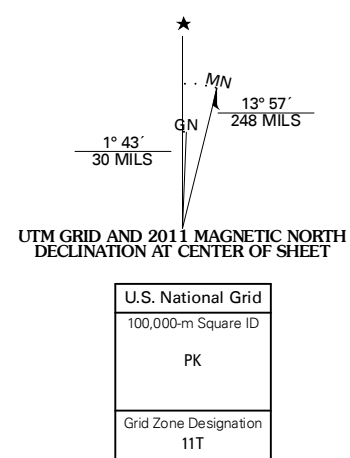 MN
13° 57´
248 MILS
GN
1° 43´
30 MILS
UTM GRID AND 2011 MAGNETIC NORTH
DECLINATION AT CENTER OF SHEET
U.S. National Grid
100,000-m Square ID
PK
Grid Zone Designation
11T